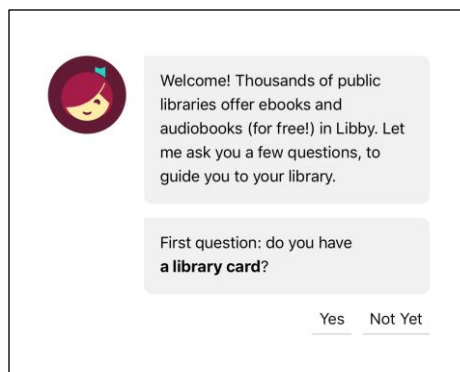 Welcome! Thousands of public
libraries offer ebooks and
audiobooks (for free!) in Libby. Let
me ask you a few questions, to
guide you to your library.
First question: do you have
a library card?
Yes Not Yet